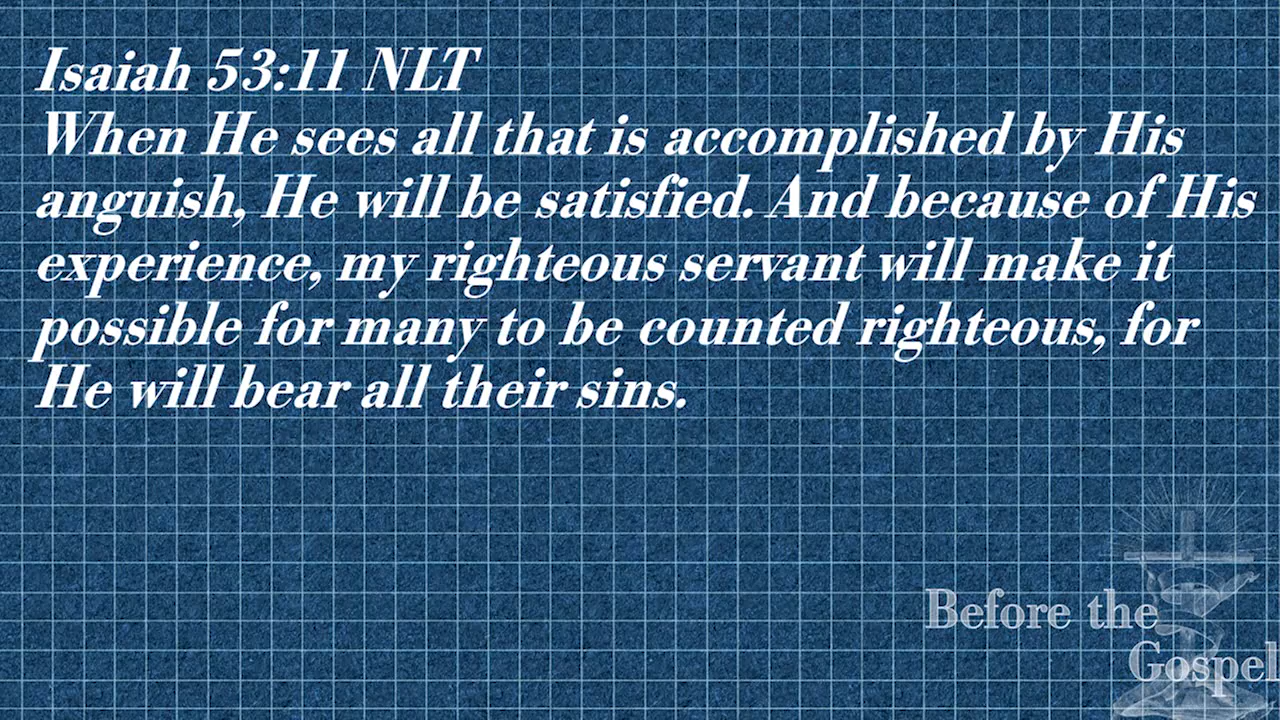 Isaiah 53:11 NLT
When He sees all that is accomplished by His
anguish, He will be satisfied. And because of His
experience, my righteous servant will make it
possible for many to be counted righteous, for
He will bear all their sins.
Before the
Gospel